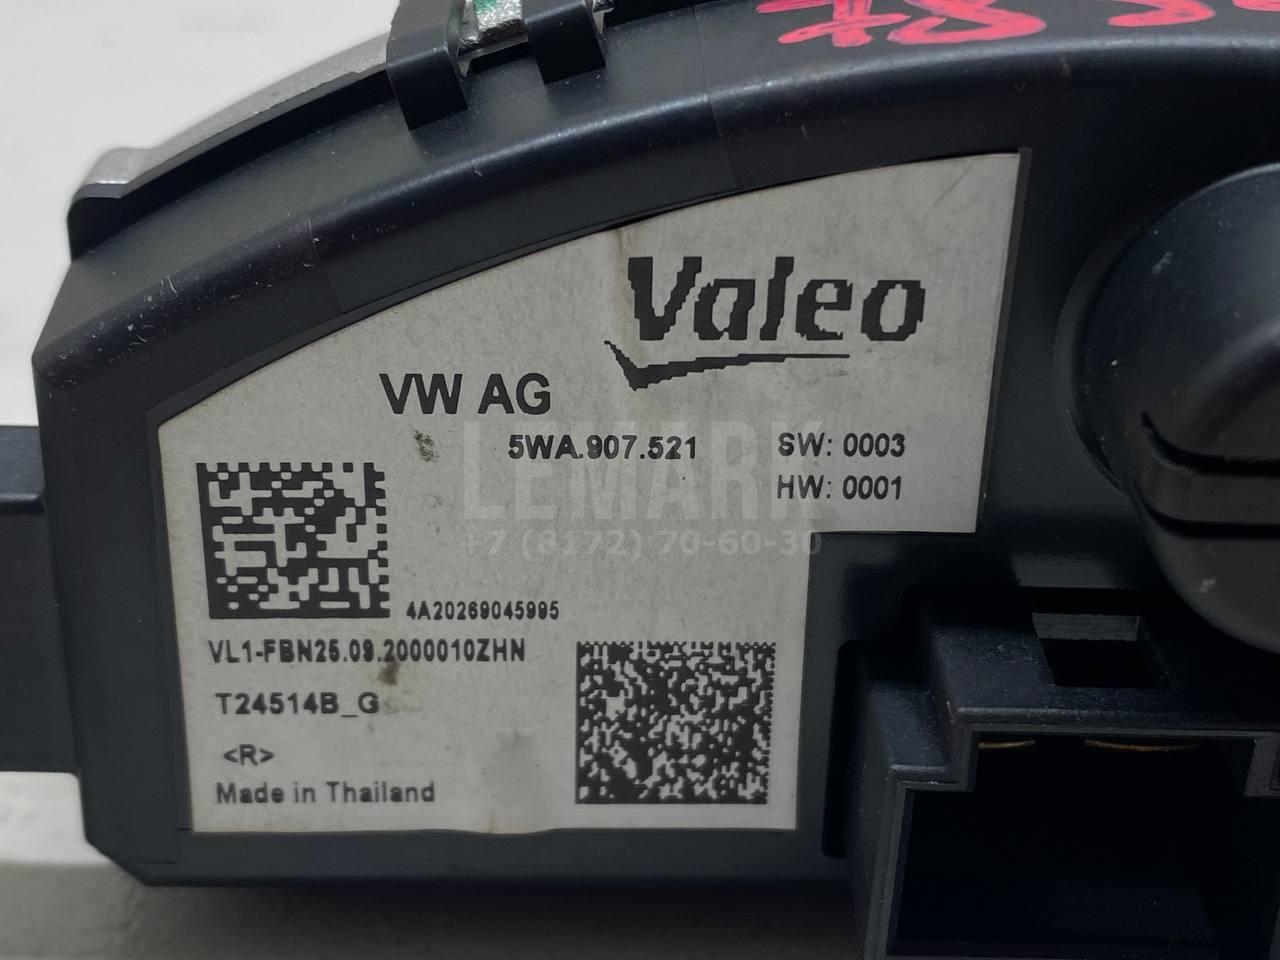 Valeo
VW AG
5WA.907.521
SW: 0003
HW: 0001
LEMARK
+7 (8172) 70-60-30
4A20269045995
VL1-FBN25.09.2000010ZHN
T24514B_G
<R>
Made in Thailand